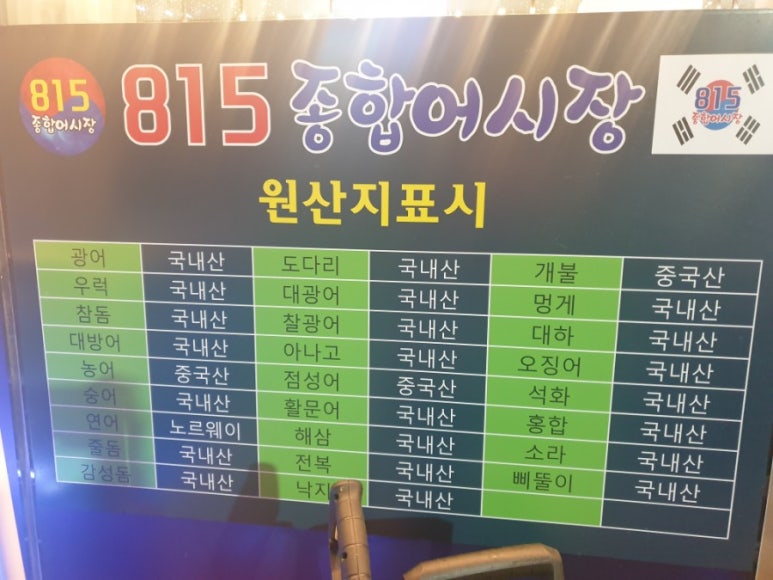 815
종합어시장
815 종합어시장
815
종합어시장
원산지표시
광어 국내산 도다리 국내산 개불 중국산
우럭 국내산 대광어 국내산 멍게 국내산
참돔 국내산 찰광어 국내산 대하 국내산
대방어 국내산 아나고 국내산 오징어 국내산
농어 중국산 점성어 중국산 석화 국내산
숭어 국내산 활문어 국내산 홍합 국내산
연어 노르웨이 해삼 국내산 소라 국내산
줄돔 국내산 전복 국내산 삐뚤이 국내산
감성돔 국내산 낙지 국내산